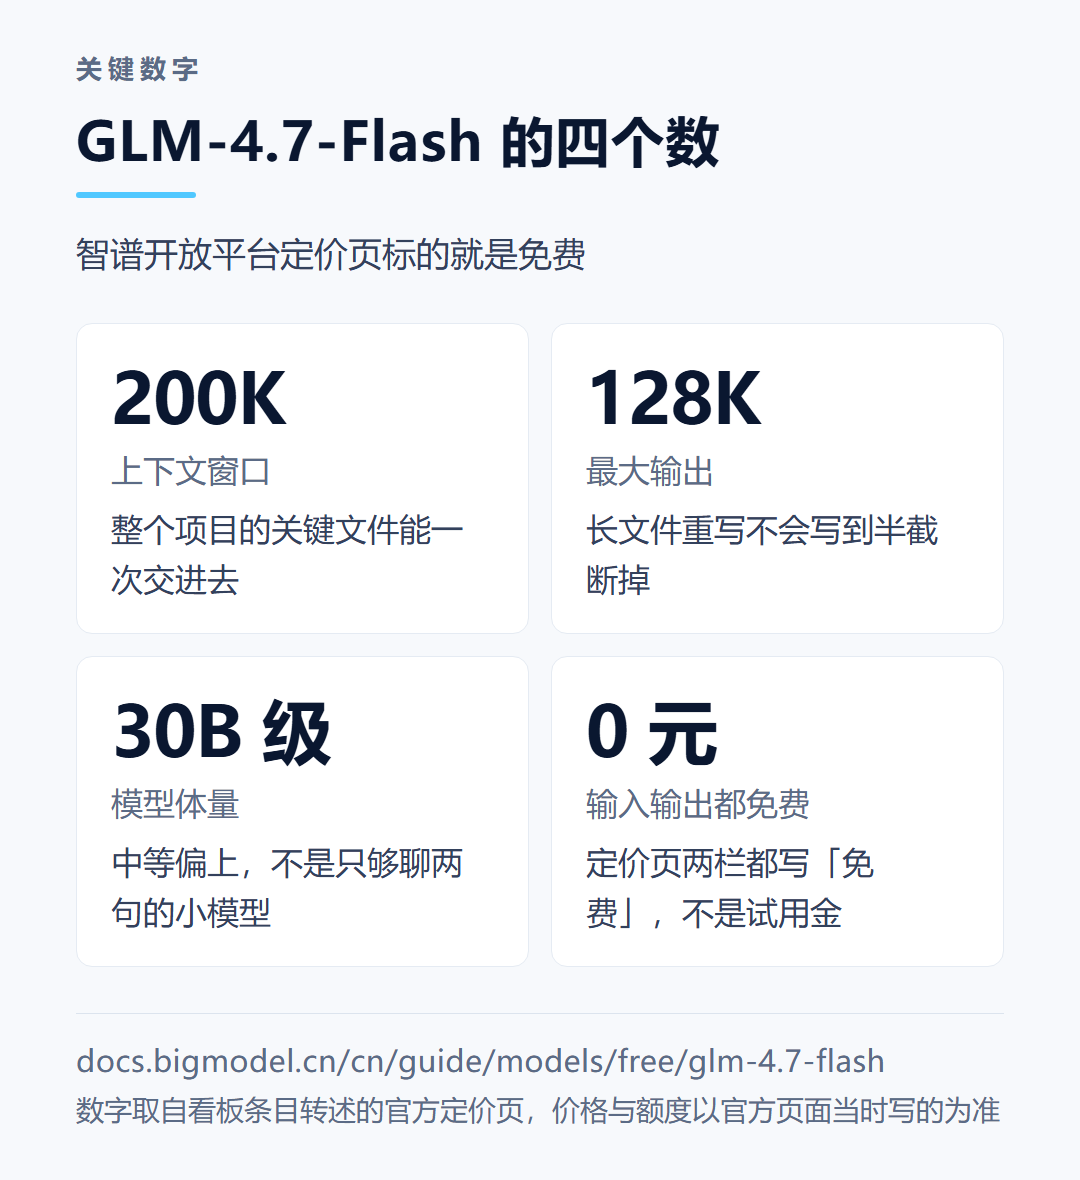 关键数字
GLM-4.7-Flash 的四个数
智谱开放平台定价页标的就是免费
200K
上下文窗口
整个项目的关键文件能一
次交进去
128K
最大输出
长文件重写不会写到半截
断掉
30B 级
模型体量
中等偏上，不是只够聊两
句的小模型
0 元
输入输出都免费
定价页两栏都写「免
费」，不是试用金
docs.bigmodel.cn/cn/guide/models/free/glm-4.7-flash
数字取自看板条目转述的官方定价页，价格与额度以官方页面当时写的为准